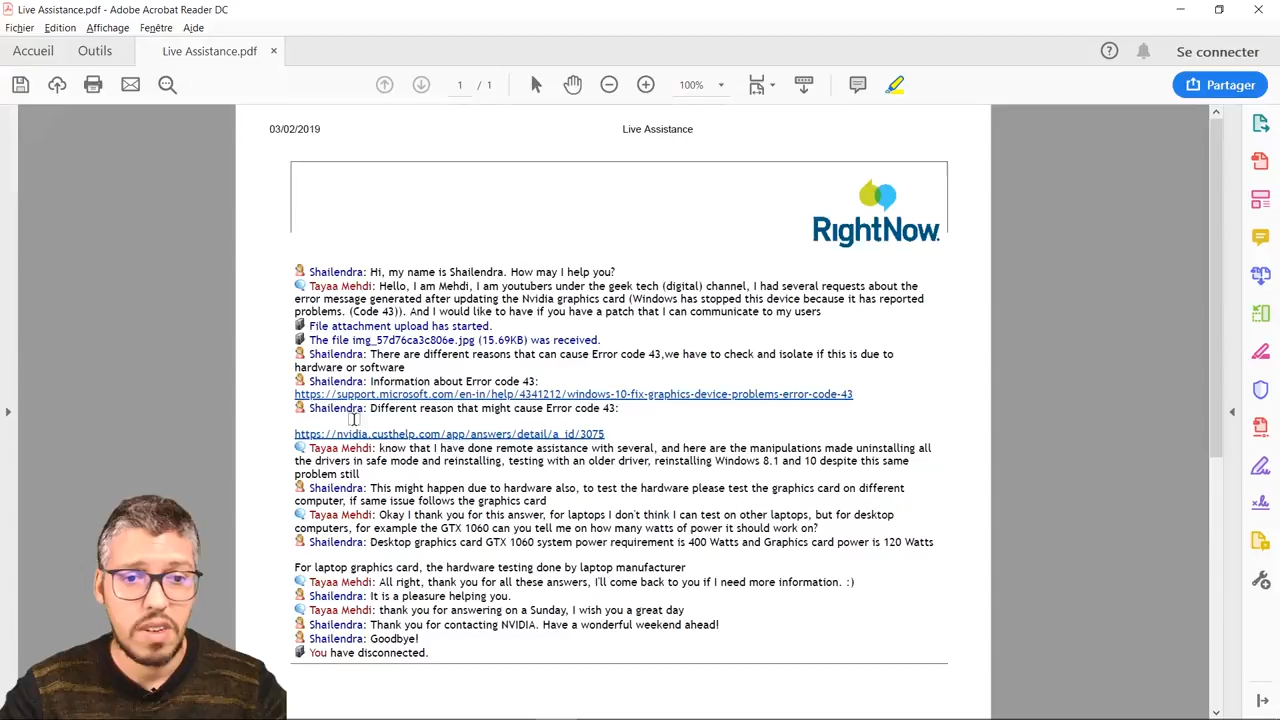 Live Assistance.pdf - Adobe Acrobat Reader DC
Fichier Edition Affichage Fenêtre Aide
Accueil Outils Live Assistance.pdf × Se connecter
1 / 1 100% Partager
03/02/2019 Live Assistance
RightNow
Shailendra: Hi, my name is Shailendra. How may I help you?
Tayaa Mehdi: Hello, I am Mehdi, I am youtubers under the geek tech (digital) channel, I had several requests about the
error message generated after updating the Nvidia graphics card (Windows has stopped this device because it has reported
problems. (Code 43)). And I would like to have if you have a patch that I can communicate to my users
File attachment upload has started.
The file img_57d76ca3c806e.jpg (15.69KB) was received.
Shailendra: There are different reasons that can cause Error code 43,we have to check and isolate if this is due to
hardware or software
Shailendra: Information about Error code 43:
https://support.microsoft.com/en-in/help/4341212/windows-10-fix-graphics-device-problems-error-code-43
Shailendra: Different reason that might cause Error code 43:
https://nvidia.custhelp.com/app/answers/detail/a_id/3075
Tayaa Mehdi: know that I have done remote assistance with several, and here are the manipulations made uninstalling all
the drivers in safe mode and reinstalling, testing with an older driver, reinstalling Windows 8.1 and 10 despite this same
problem still
Shailendra: This might happen due to hardware also, to test the hardware please test the graphics card on different
computer, if same issue follows the graphics card
Tayaa Mehdi: Okay I thank you for this answer, for laptops I don't think I can test on other laptops, but for desktop
computers, for example the GTX 1060 can you tell me on how many watts of power it should work on?
Shailendra: Desktop graphics card GTX 1060 system power requirement is 400 Watts and Graphics card power is 120 Watts
For laptop graphics card, the hardware testing done by laptop manufacturer
Tayaa Mehdi: All right, thank you for all these answers, I'll come back to you if I need more information. :)
Shailendra: It is a pleasure helping you.
Tayaa Mehdi: thank you for answering on a Sunday, I wish you a great day
Shailendra: Thank you for contacting NVIDIA. Have a wonderful weekend ahead!
Shailendra: Goodbye!
You have disconnected.